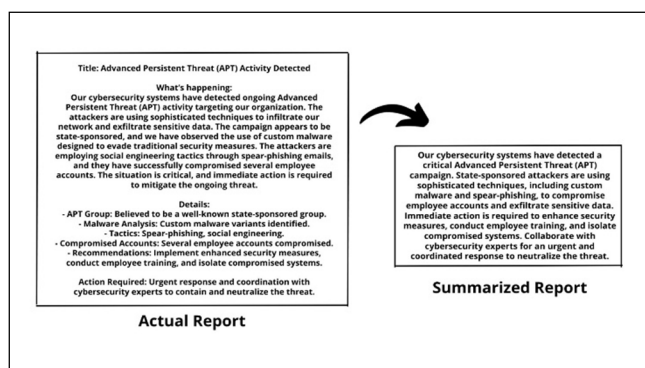 Title: Advanced Persistent Threat (APT) Activity Detected
What's happening:
Our cybersecurity systems have detected ongoing Advanced
Persistent Threat (APT) activity targeting our organization. The
attackers are using sophisticated techniques to infiltrate our
network and exfiltrate sensitive data. The campaign appears to be
state-sponsored, and we have observed the use of custom malware
designed to evade traditional security measures. The attackers are
employing social engineering tactics through spear-phishing emails,
and they have successfully compromised several employee
accounts. The situation is critical, and immediate action is required
to mitigate the ongoing threat.
Details:
- APT Group: Believed to be a well-known state-sponsored group.
- Malware Analysis: Custom malware variants identified.
- Tactics: Spear-phishing, social engineering.
- Compromised Accounts: Several employee accounts compromised.
- Recommendations: Implement enhanced security measures,
conduct employee training, and isolate compromised systems.
Action Required: Urgent response and coordination with
cybersecurity experts to contain and neutralize the threat.
Actual Report
Our cybersecurity systems have detected a
critical Advanced Persistent Threat (APT)
campaign. State-sponsored attackers are using
sophisticated techniques, including custom
malware and spear-phishing, to compromise
employee accounts and exfiltrate sensitive data.
Immediate action is required to enhance security
measures, conduct employee training, and isolate
compromised systems. Collaborate with
cybersecurity experts for an urgent and
coordinated response to neutralize the threat.
Summarized Report